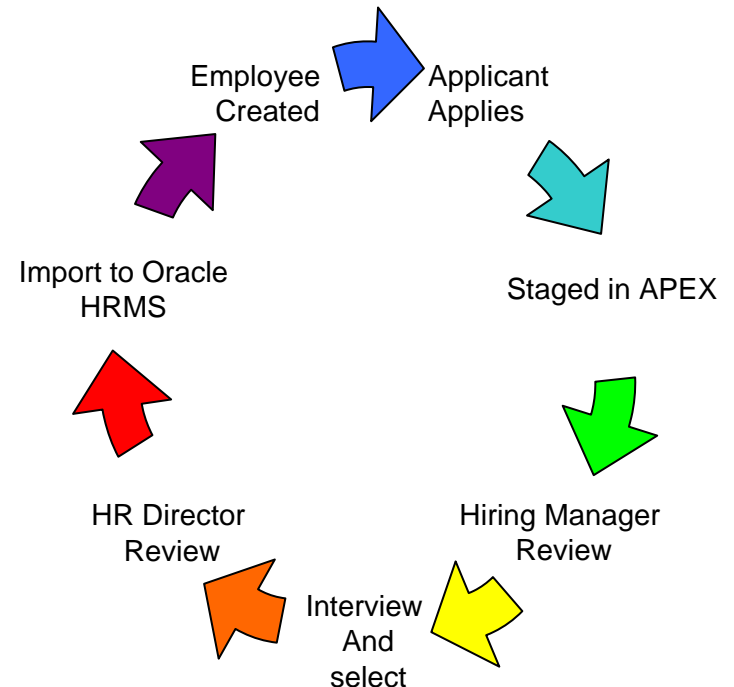 Employee
Created
Applicant
Applies
Staged in APEX
Hiring Manager
Review
Interview
And
select
HR Director
Review
Import to Oracle
HRMS